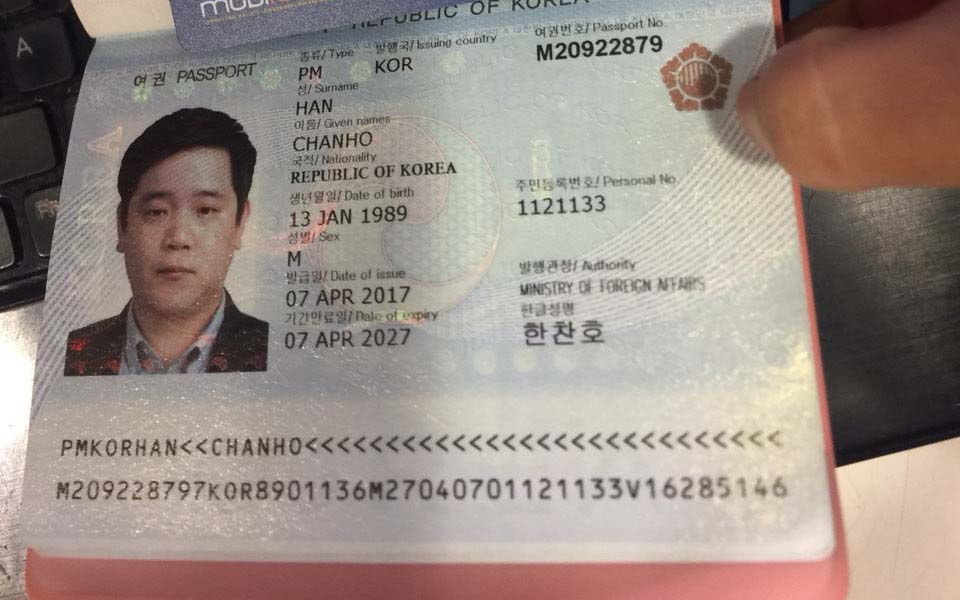 REPUBLIC OF KOREA
여권 PASSPORT
종류/ Type 발행국/ Issuing country 여권번호/ Passport No.
PM KOR M20922879
성/ Surname
HAN
이름/ Given names
CHANHO
국적/ Nationality
REPUBLIC OF KOREA
생년월일/ Date of birth 주민등록번호/ Personal No.
13 JAN 1989 1121133
성별/ Sex
M
발급일/ Date of issue 발행관청/ Authority
07 APR 2017 MINISTRY OF FOREIGN AFFAIRS
기간만료일/ Date of expiry 한글성명
07 APR 2027 한찬호
PMKORHAN<<CHANHO<<<<<<<<<<<<<<<<<<<<<<<<<<<<
M209228797KOR8901136M27040701121133V16285146
A